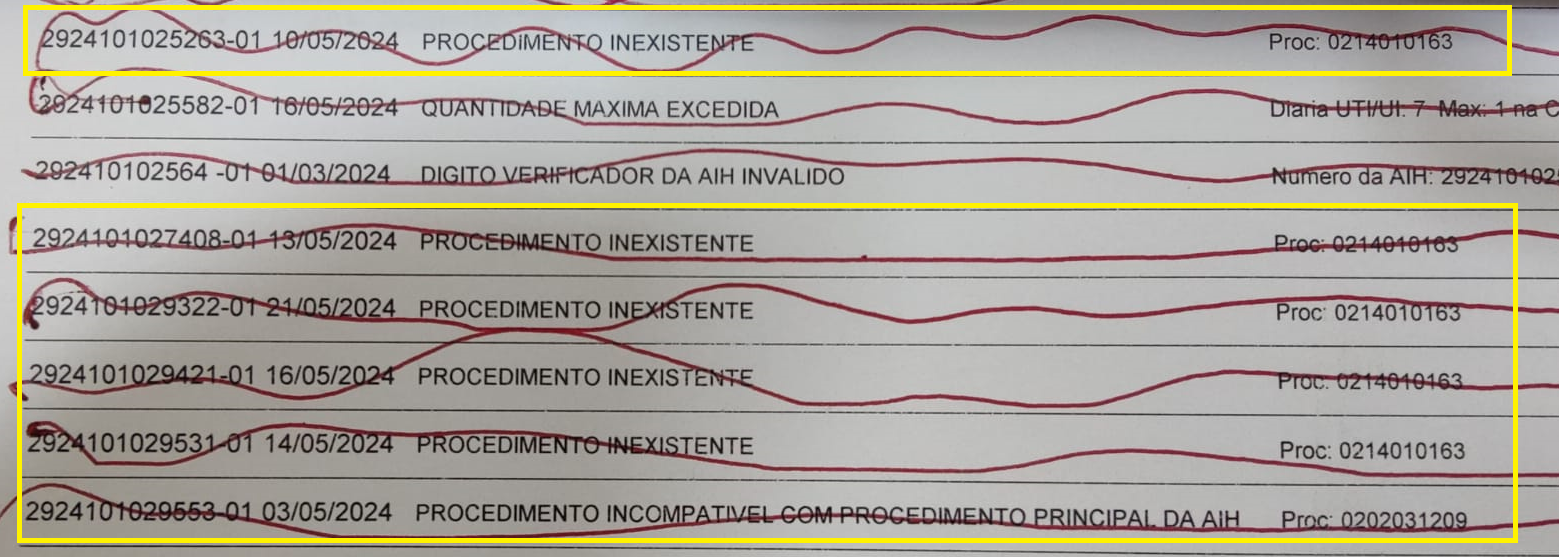 2924101025263-01 10/05/2024 PROCEDIMENTO INEXISTENTE Proc: 0214010163
2924101025582-01 16/05/2024 QUANTIDADE MAXIMA EXCEDIDA Diaria UTI/UI: 7 Max: 1 na C
292410102564 -01 01/03/2024 DIGITO VERIFICADOR DA AIH INVALIDO Numero da AIH: 292410102
2924101027408-01 13/05/2024 PROCEDIMENTO INEXISTENTE Proc: 0214010163
2924101029322-01 21/05/2024 PROCEDIMENTO INEXISTENTE Proc: 0214010163
2924101029421-01 16/05/2024 PROCEDIMENTO INEXISTENTE Proc: 0214010163
2924101029531-01 14/05/2024 PROCEDIMENTO INEXISTENTE Proc: 0214010163
2924101029553-01 03/05/2024 PROCEDIMENTO INCOMPATIVEL COM PROCEDIMENTO PRINCIPAL DA AIH Proc: 0202031209